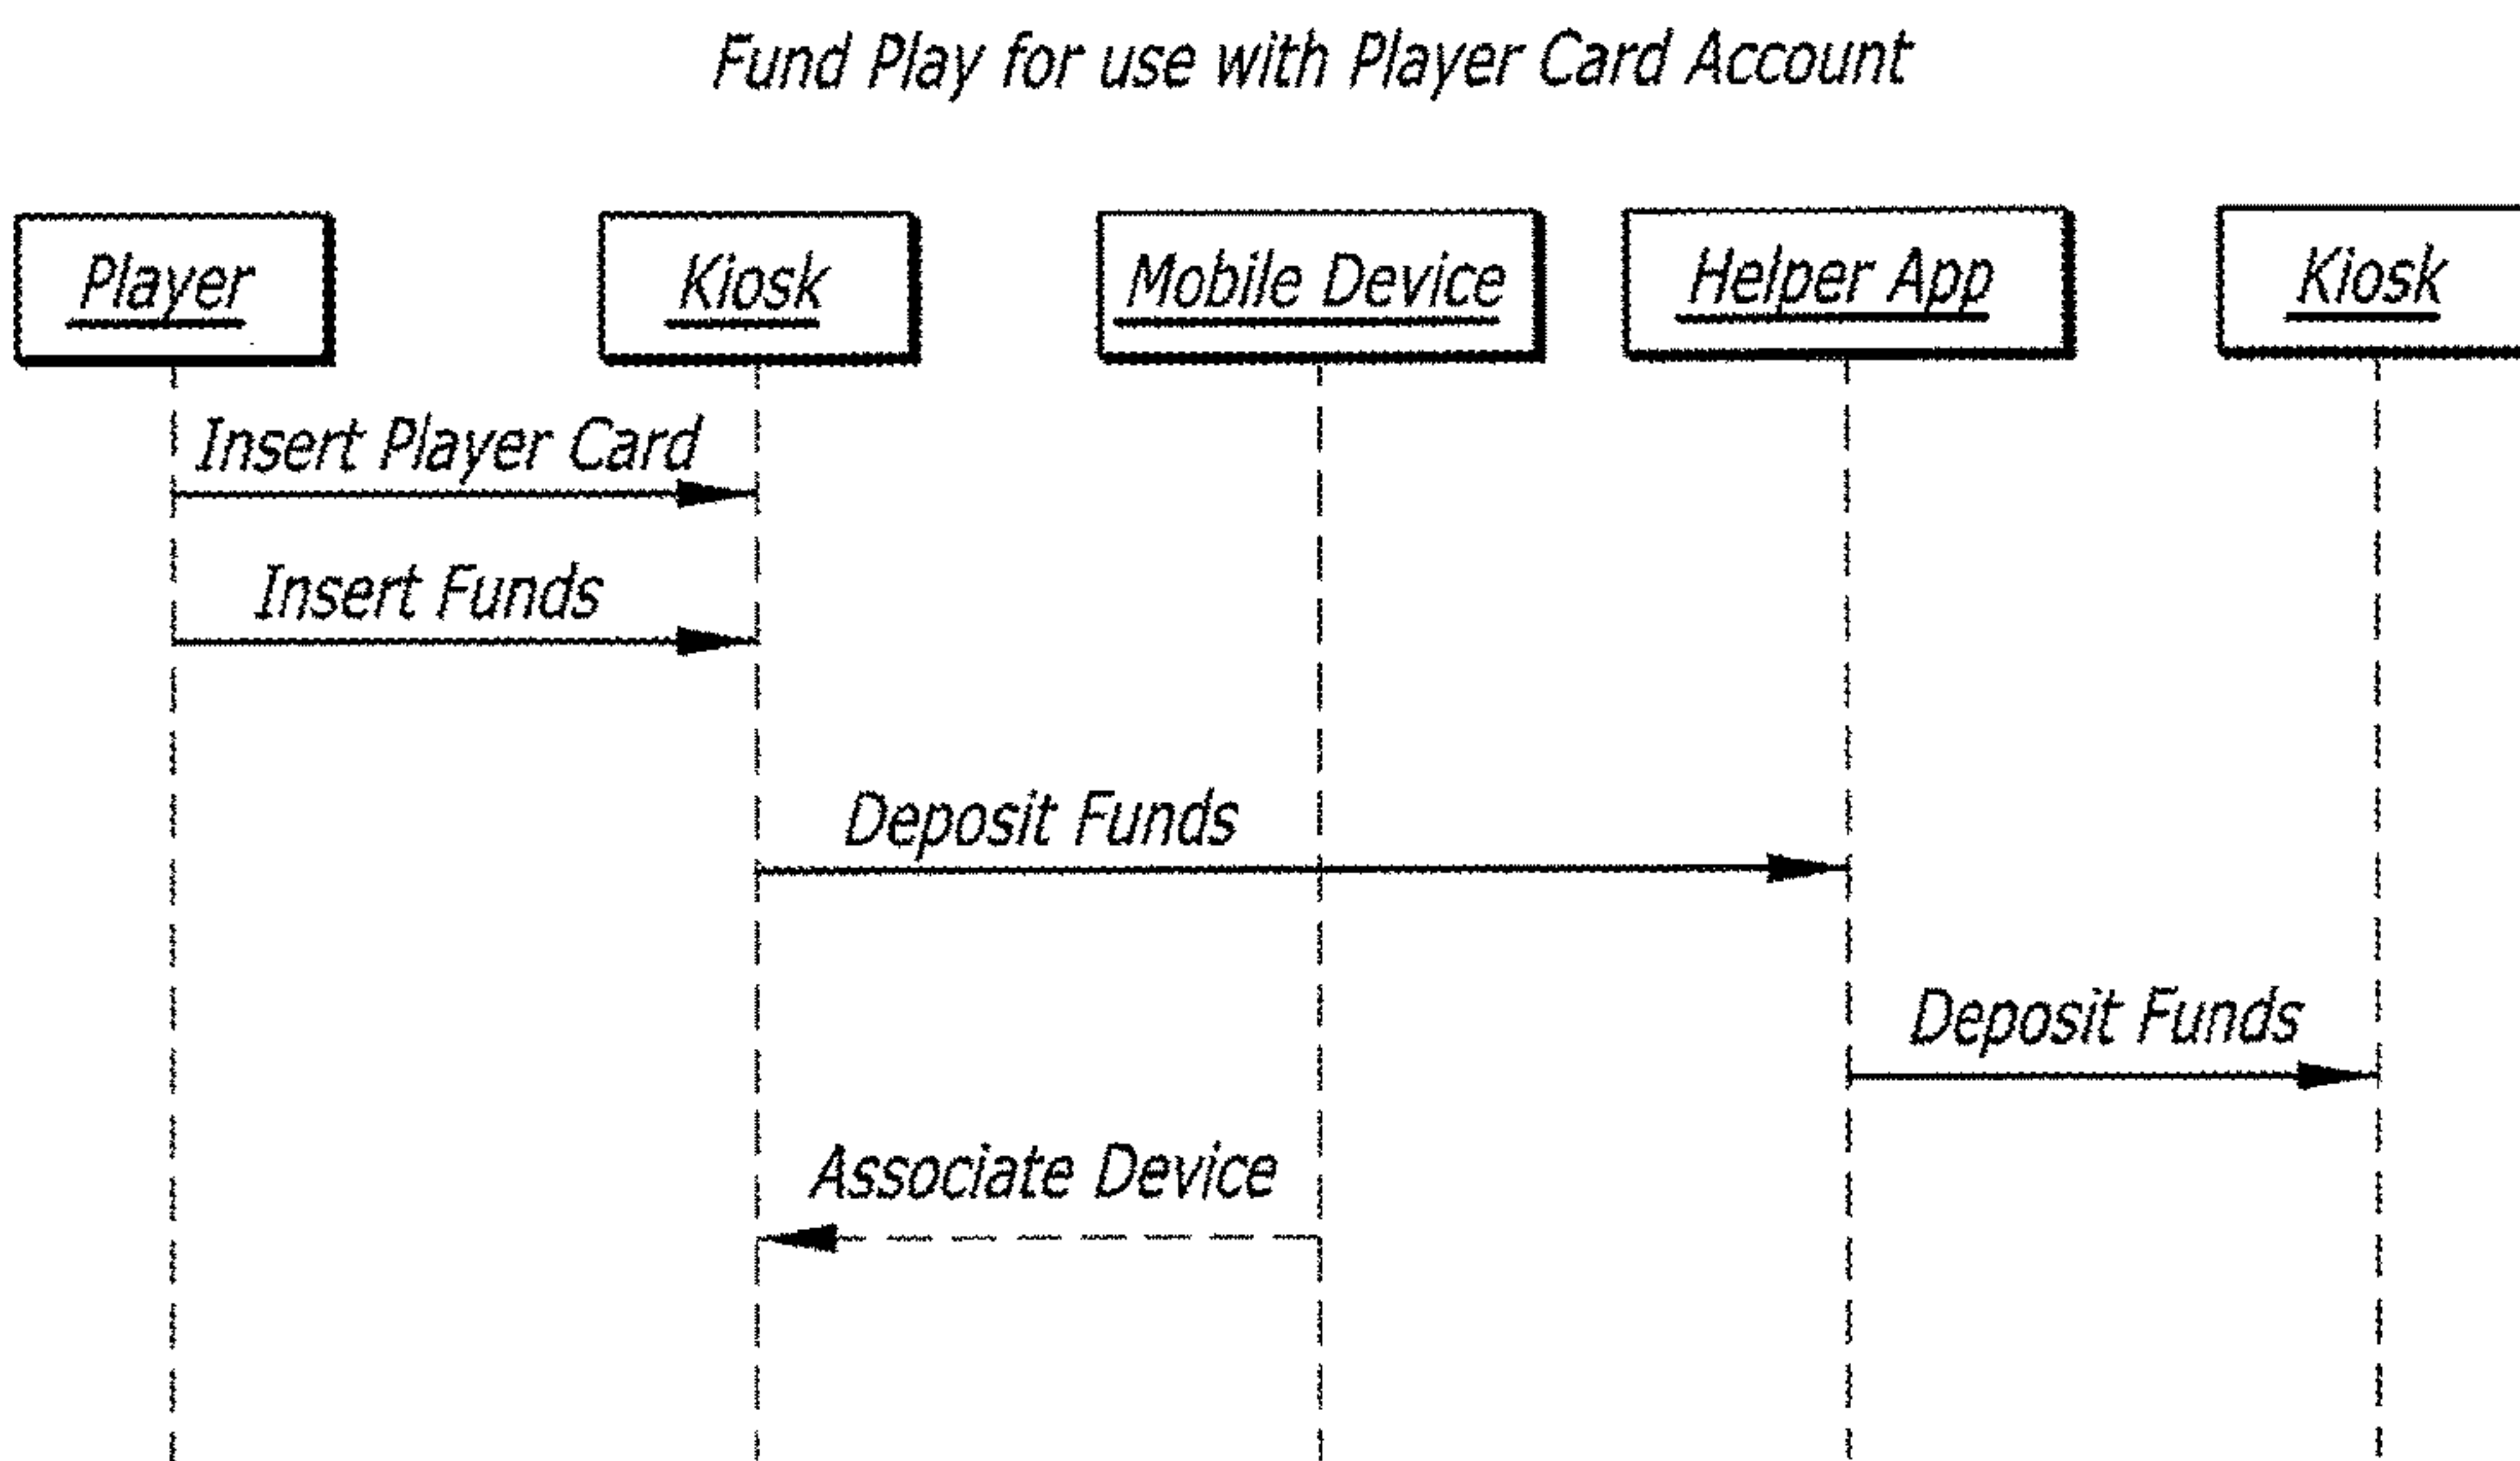 Fund Play for use with Player Card Account
Player
Kiosk
Mobile Device
Helper App
Kiosk
Insert Player Card
Insert Funds
Deposit Funds
Deposit Funds
Associate Device